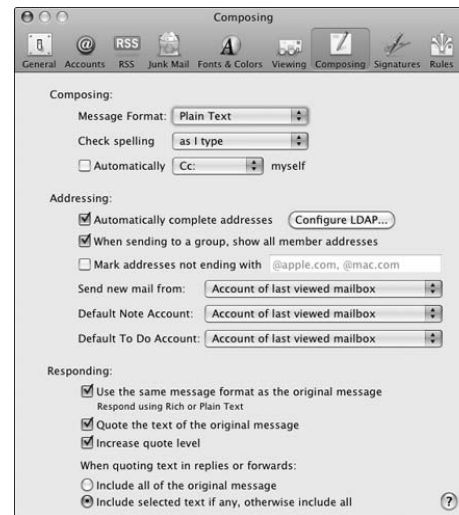 Composing
General Accounts RSS Junk Mail Fonts & Colors Viewing Composing Signatures Rules
Composing:
Message Format: Plain Text
Check spelling as I type
Automatically Cc: myself
Addressing:
Automatically complete addresses Configure LDAP...
When sending to a group, show all member addresses
Mark addresses not ending with @apple.com, @mac.com
Send new mail from: Account of last viewed mailbox
Default Note Account: Account of last viewed mailbox
Default To Do Account: Account of last viewed mailbox
Responding:
Use the same message format as the original message
Respond using Rich or Plain Text
Quote the text of the original message
Increase quote level
When quoting text in replies or forwards:
Include all of the original message
Include selected text if any, otherwise include all ?